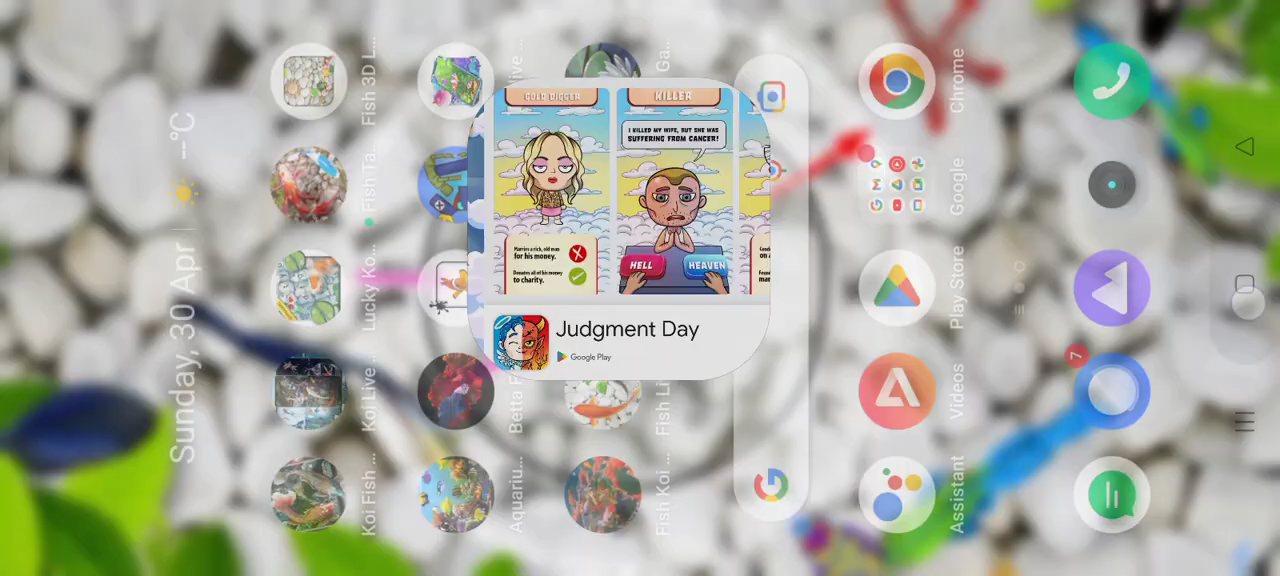 Sunday, 30 Apr
--°C
Fish 3D L...
Fish Ta...
Lucky Ko...
Koi Live ...
Koi Fish ...
Live ...
Betta F
Aquariu...
Ga...
Fish Li
Fish Koi ...
GOLD DIGGER
Marries a rich, old man
for his money.
Donates all of his money
to charity.
KILLER
I KILLED MY WIFE, BUT SHE WAS
SUFFERING FROM CANCER!
HELL
HEAVEN
Judgment Day
Google Play
Chrome
Google
Play Store
Videos
Assistant
7